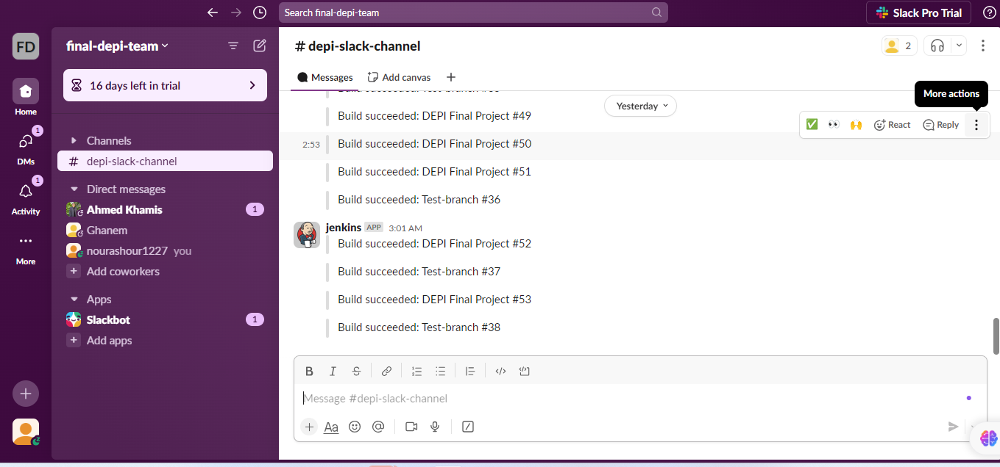 Search final-depi-team
Slack Pro Trial
FD
final-depi-team
# depi-slack-channel
2
16 days left in trial
Messages
Add canvas
More actions
Home
Yesterday
Build succeeded: DEPI Final Project #49
React
Reply
1
DMs
Channels
2:53
Build succeeded: DEPI Final Project #50
# depi-slack-channel
Build succeeded: DEPI Final Project #51
1
Activity
Direct messages
Build succeeded: Test-branch #36
Ahmed Khamis
1
Ghanem
jenkins APP 3:01 AM
Build succeeded: DEPI Final Project #52
More
nourashour1227 you
Add coworkers
Build succeeded: Test-branch #37
Apps
Build succeeded: DEPI Final Project #53
Slackbot
1
Build succeeded: Test-branch #38
Add apps
B I S
Message #depi-slack-channel
Aa